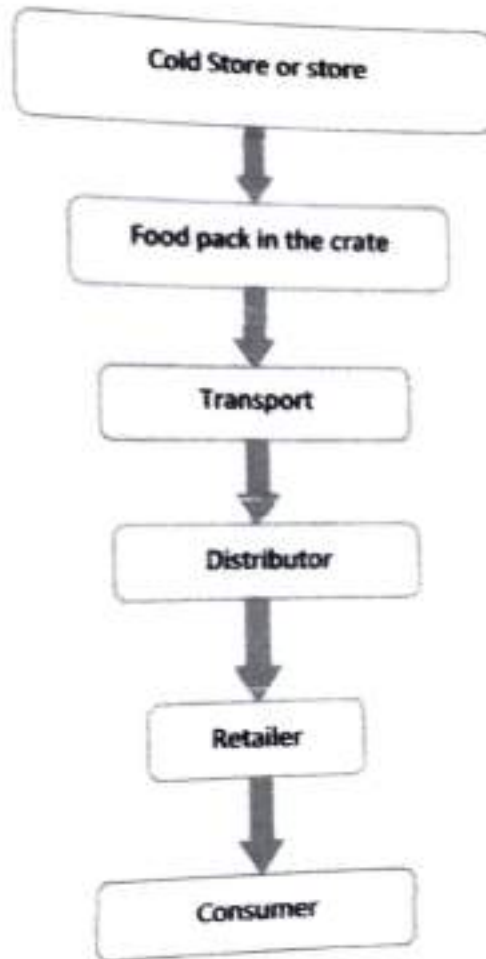 Cold Store or store
Food pack in the crate
Transport
Distributor
Retailer
Consumer